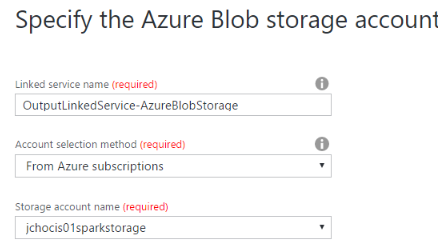 Specify the Azure Blob storage account
Linked service name (required)
OutputLinkedService-AzureBlobStorage
Account selection method (required)
From Azure subscriptions
Storage account name (required)
jchocis01sparkstorage